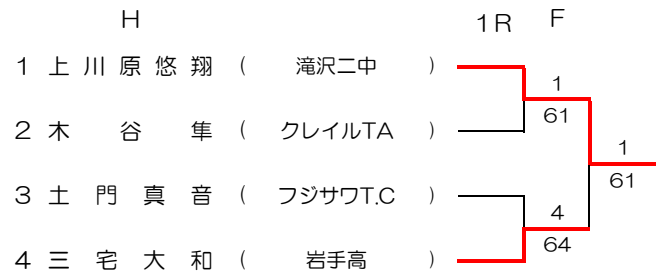 H 1R F
1 上川原悠翔 ( 滝沢二中 )
1
61
2 木谷隼 ( クレイルTA )
1
61
3 土門真音 ( フジサワT.C )
4
64
4 三宅大和 ( 岩手高 )